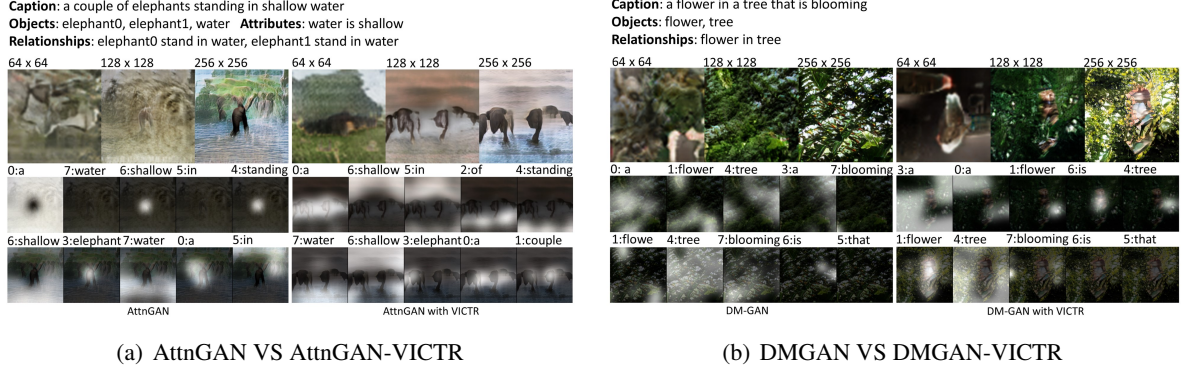 Caption: a couple of elephants standing in shallow water
Objects: elephant0, elephant1, water Attributes: water is shallow
Relationships: elephant0 stand in water, elephant1 stand in water
64 x 64 128 x 128 256 x 256 64 x 64 128 x 128 256 x 256
0:a 7:water 6:shallow 5:in 4:standing 0:a 6:shallow 5:in 2:of 4:standing
6:shallow 3:elephant 7:water 0:a 5:in 7:water 6:shallow 3:elephant 0:a 1:couple
AttnGAN AttnGAN with VICTR
(a) AttnGAN VS AttnGAN-VICTR
Caption: a flower in a tree that is blooming
Objects: flower, tree
Relationships: flower in tree
64 x 64 128 x 128 256 x 256 64 x 64 128 x 128 256 x 256
0: a 1:flower 4:tree 3:a 7:blooming 3:a 0:a 1:flower 6:is 4:tree
1:flowe 4:tree 7:blooming 6:is 5:that 1:flower 4:tree 7:blooming 6:is 5:that
DM-GAN DM-GAN with VICTR
(b) DMGAN VS DMGAN-VICTR